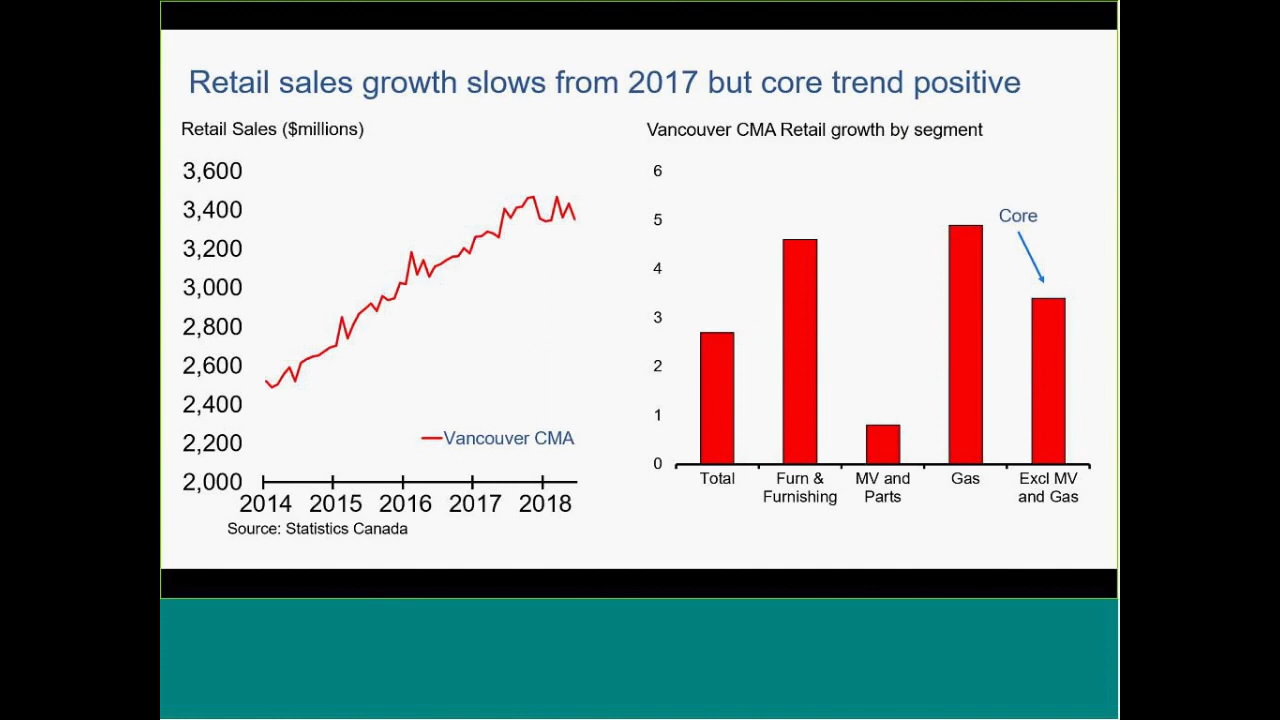 Retail sales growth slows from 2017 but core trend positive
Retail Sales ($millions)
3,600
3,400
3,200
3,000
2,800
2,600
2,400
2,200
2,000
2014 2015 2016 2017 2018
Vancouver CMA
Source: Statistics Canada
Vancouver CMA Retail growth by segment
6
5
4
3
2
1
0
Core
Total
Furn &
Furnishing
MV and
Parts
Gas
Excl MV
and Gas